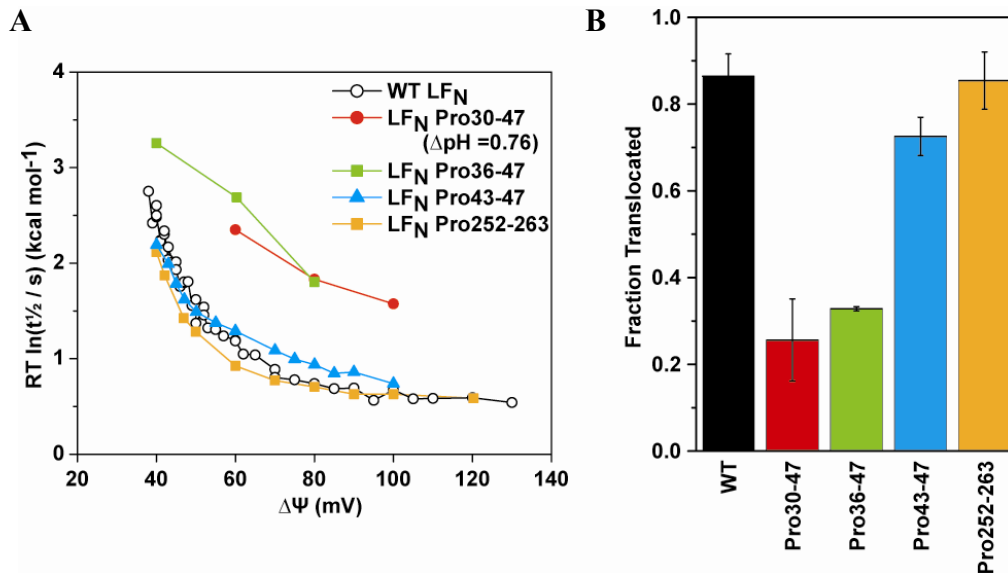 A
RT ln(t½ / s) (kcal mol-1)
4
3
2
1
0
20
40
60
80
100
120
140
ΔΨ (mV)
WT LFN
LFN Pro30-47
(ΔpH =0.76)
LFN Pro36-47
LFN Pro43-47
LFN Pro252-263
B
Fraction Translocated
0.8
0.6
0.4
0.2
0.0
WT
Pro30-47
Pro36-47
Pro43-47
Pro252-263